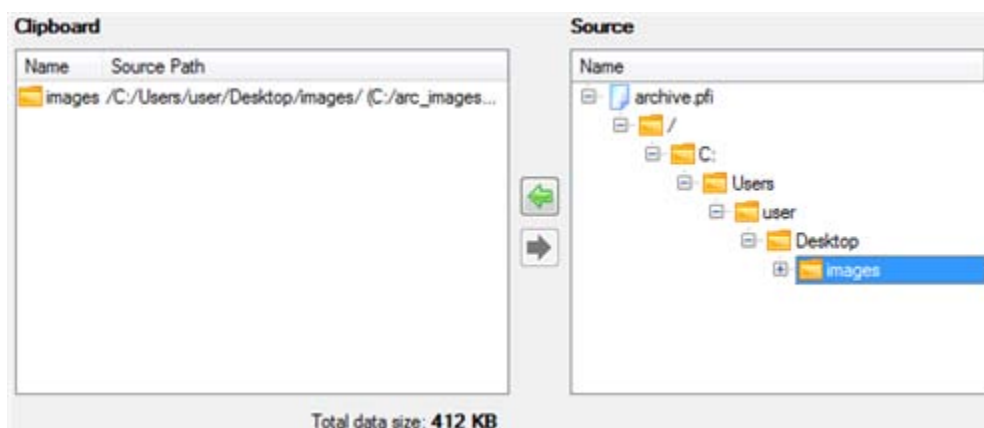 Clipboard
Name Source Path
images /C:/Users/user/Desktop/images/ (C:/arc_images...
Total data size: 412 KB
Source
Name
archive.pfi
/
C:
Users
user
Desktop
images